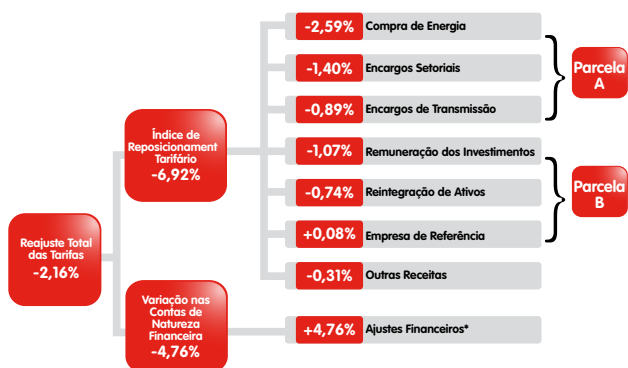 Reajuste Total
das Tarifas
-2,16%
Índice de
Reposicionament
Tarifário
-6,92%
-2,59% Compra de Energia
-1,40% Encargos Setoriais
-0,89% Encargos de Transmissão
Parcela
A
-1,07% Remuneração dos Investimentos
-0,74% Reintegração de Ativos
+0,08% Empresa de Referência
Parcela
B
-0,31% Outras Receitas
Variação nas
Contas de
Natureza
Financeira
-4,76%
+4,76% Ajustes Financeiros*